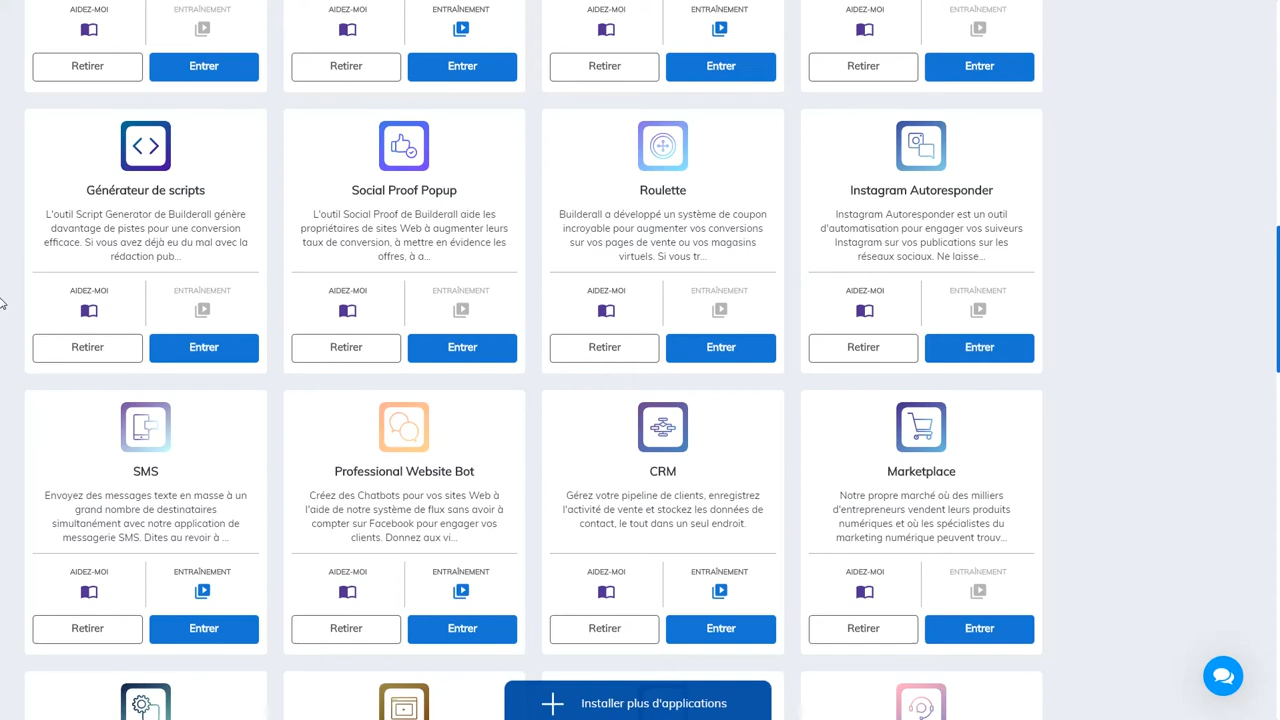 AIDEZ-MOI
ENTRAÎNEMENT
AIDEZ-MOI
ENTRAÎNEMENT
AIDEZ-MOI
ENTRAÎNEMENT
AIDEZ-MOI
ENTRAÎNEMENT
Retirer
Entrer
Retirer
Entrer
Retirer
Entrer
Retirer
Entrer
Générateur de scripts
L'outil Script Generator de Builderall génère
davantage de pistes pour une conversion
efficace. Si vous avez déjà eu du mal avec la
rédaction pub...
AIDEZ-MOI
ENTRAÎNEMENT
Retirer
Entrer
Social Proof Popup
L'outil Social Proof de Builderall aide les
propriétaires de sites Web à augmenter leurs
taux de conversion, à mettre en évidence les
offres, à a...
AIDEZ-MOI
ENTRAÎNEMENT
Retirer
Entrer
Roulette
Builderall a développé un système de coupon
incroyable pour augmenter vos conversions
sur vos pages de vente ou vos magasins
virtuels. Si vous tr...
AIDEZ-MOI
ENTRAÎNEMENT
Retirer
Entrer
Instagram Autoresponder
Instagram Autoresponder est un outil
d'automatisation pour engager vos suiveurs
Instagram sur vos publications sur les
réseaux sociaux. Ne laisse...
AIDEZ-MOI
ENTRAÎNEMENT
Retirer
Entrer
SMS
Envoyez des messages texte en masse à un
grand nombre de destinataires
simultanément avec notre application de
messagerie SMS. Dites au revoir à ...
AIDEZ-MOI
ENTRAÎNEMENT
Retirer
Entrer
Professional Website Bot
Créez des Chatbots pour vos sites Web à
l'aide de notre système de flux sans avoir à
compter sur Facebook pour engager vos
clients. Donnez aux vi...
AIDEZ-MOI
ENTRAÎNEMENT
Retirer
Entrer
CRM
Gérez votre pipeline de clients, enregistrez
l'activité de vente et stockez les données de
contact, le tout dans un seul endroit.
AIDEZ-MOI
ENTRAÎNEMENT
Retirer
Entrer
Marketplace
Notre propre marché où des milliers
d'entrepreneurs vendent leurs produits
numériques et où les spécialistes du
marketing numérique peuvent trouv...
AIDEZ-MOI
ENTRAÎNEMENT
Retirer
Entrer
Installer plus d'applications